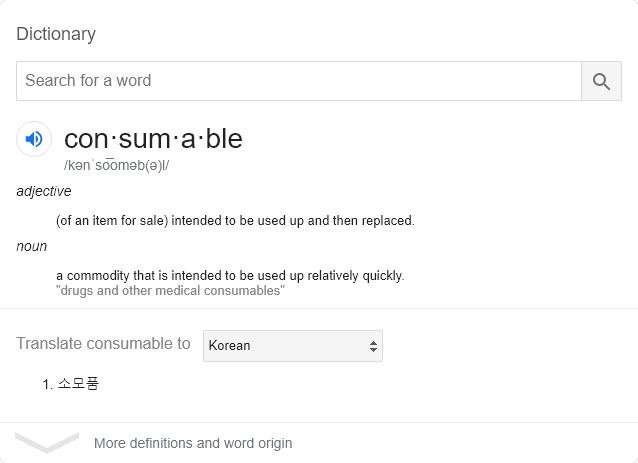 Dictionary
Search for a word
con·sum·a·ble
/kənˈso͞oməb(ə)l/
adjective
(of an item for sale) intended to be used up and then replaced.
noun
a commodity that is intended to be used up relatively quickly.
"drugs and other medical consumables"
Translate consumable to Korean
1. 소모품
More definitions and word origin